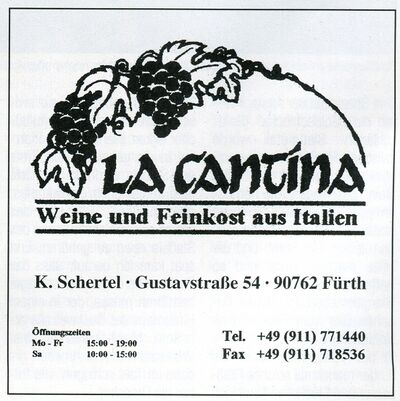 LA CANTINA
Weine und Feinkost aus Italien
K. Schertel · Gustavstraße 54 · 90762 Fürth
Öffnungszeiten
Mo - Fr 15:00 - 19:00
Sa 10:00 - 15:00
Tel. +49 (911) 771440
Fax +49 (911) 718536